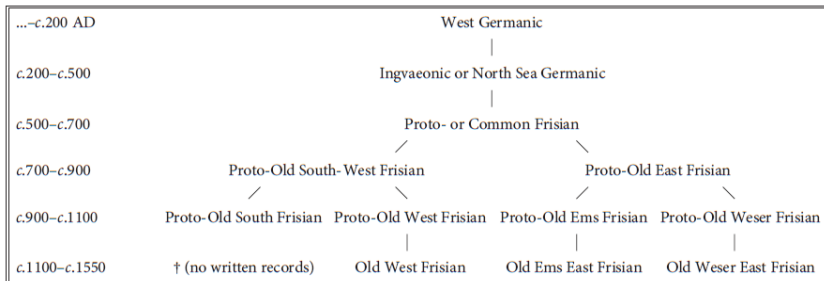 ...–c.200 AD West Germanic
c.200–c.500 Ingvaeonic or North Sea Germanic
c.500–c.700 Proto- or Common Frisian
c.700–c.900 Proto-Old South-West Frisian Proto-Old East Frisian
c.900–c.1100 Proto-Old South Frisian Proto-Old West Frisian Proto-Old Ems Frisian Proto-Old Weser Frisian
c.1100–c.1550 † (no written records) Old West Frisian Old Ems East Frisian Old Weser East Frisian